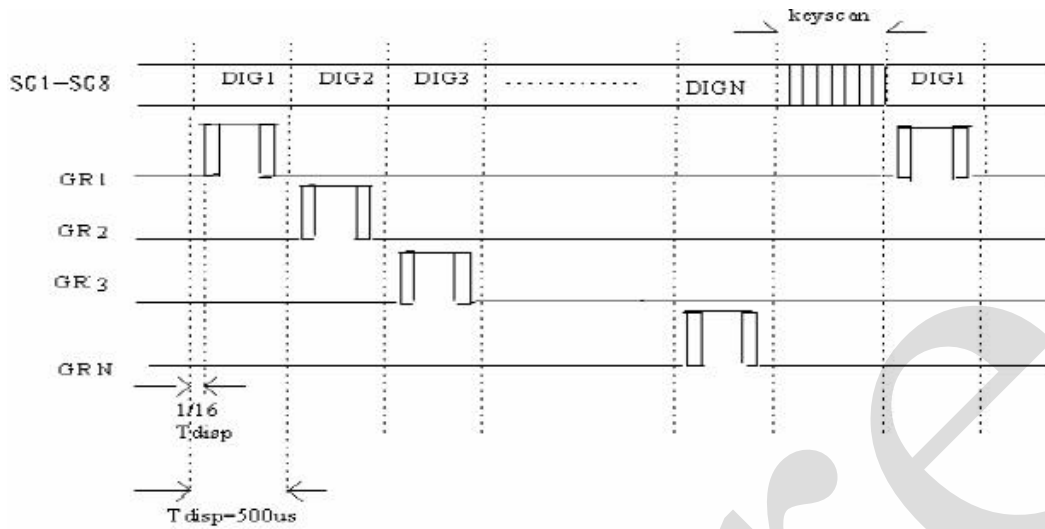 keyscan
SG1-SG8 DIG1 DIG2 DIG3 .............. DIGN DIG1
GR1
GR2
GR3
GRN
1/16
Tdisp
Tdisp=500us